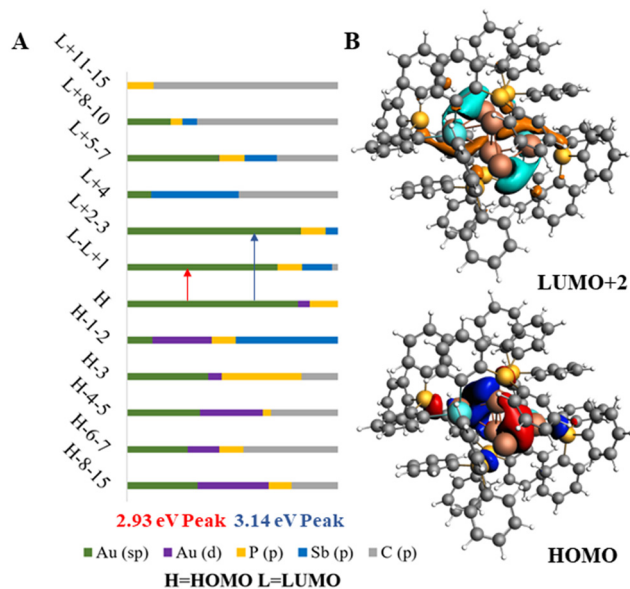 A
B
L+11-15
L+8-10
L+5-7
L+4
L+2-3
L-L+1
H
H-1-2
H-3
H-4-5
H-6-7
H-8-15
2.93 eV Peak 3.14 eV Peak
Au (sp) Au (d) P (p) Sb (p) C (p)
H=HOMO L=LUMO
LUMO+2
HOMO